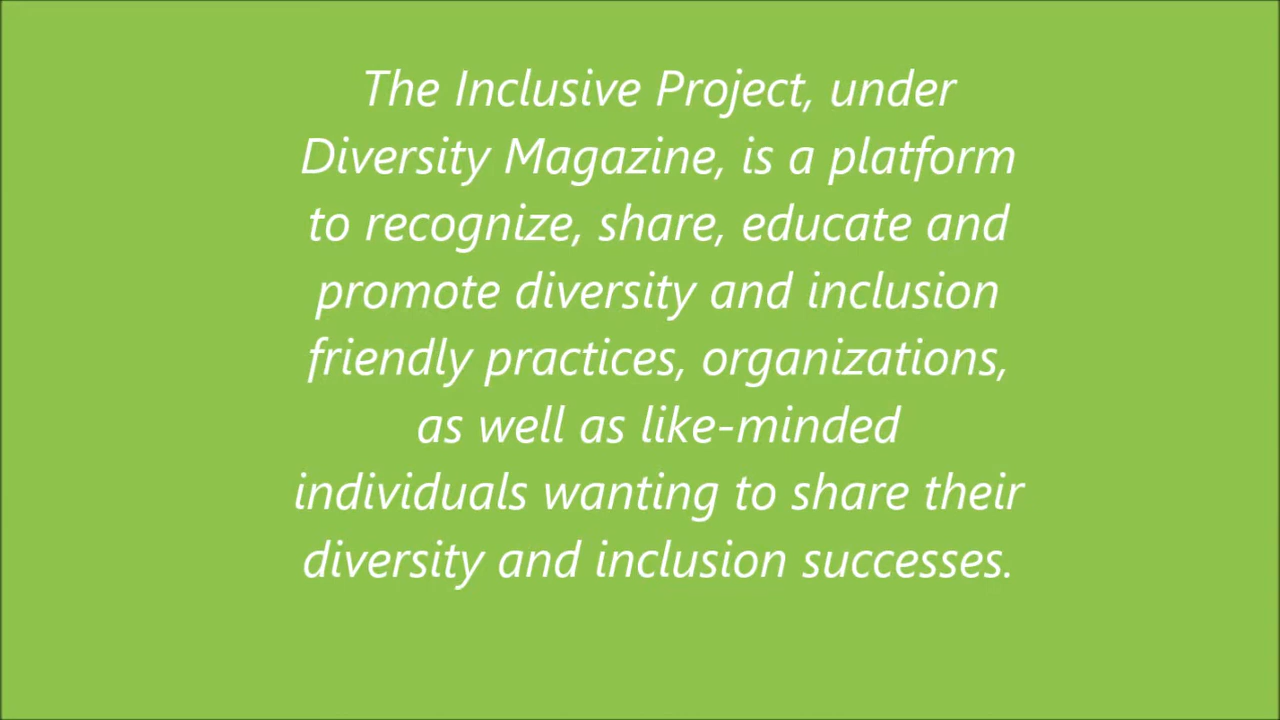 The Inclusive Project, under
Diversity Magazine, is a platform
to recognize, share, educate and
promote diversity and inclusion
friendly practices, organizations,
as well as like-minded
individuals wanting to share their
diversity and inclusion successes.